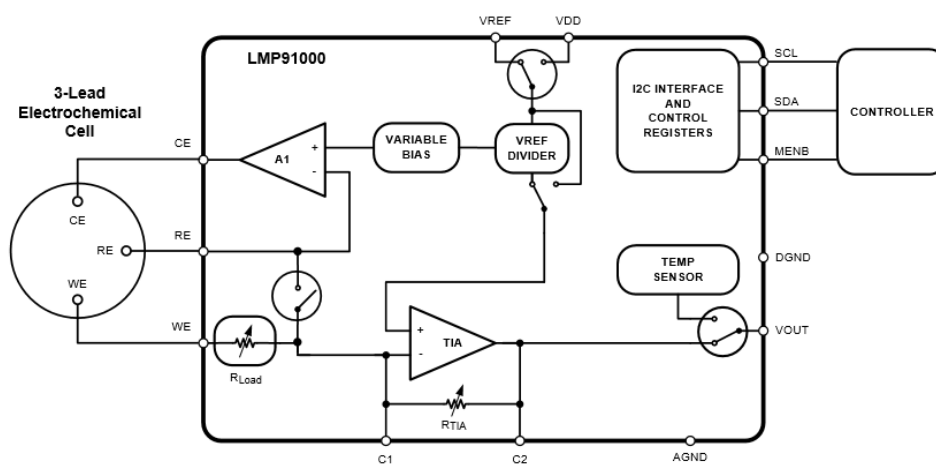 VREF
VDD
LMP91000
SCL
3-Lead
Electrochemical
Cell
I2C INTERFACE
AND
CONTROL
REGISTERS
SDA
CONTROLLER
CE
A1
+
-
VARIABLE
BIAS
VREF
DIVIDER
MENB
CE
RE
RE
WE
TEMP
SENSOR
DGND
WE
RLoad
+
-
TIA
VOUT
RTIA
C1
C2
AGND